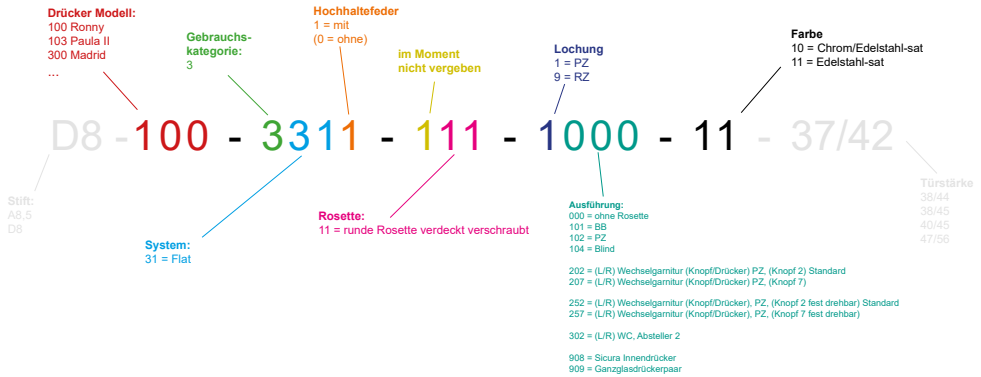 Drücker Modell:
100 Ronny
103 Paula II
300 Madrid
...
Gebrauchs-
kategorie:
3
Hochhaltefeder
1 = mit
(0 = ohne)
im Moment
nicht vergeben
Lochung
1 = PZ
9 = RZ
Farbe
10 = Chrom/Edelstahl-sat
11 = Edelstahl-sat
D8 - 100 - 3311 - 111 - 1000 - 11 - 37/42
Stift:
A8,5
D8
System:
31 = Flat
Rosette:
11 = runde Rosette verdeckt verschraubt
Ausführung:
000 = ohne Rosette
101 = BB
102 = PZ
104 = Blind
202 = (L/R) Wechselgarnitur (Knopf/Drücker) PZ, (Knopf 2) Standard
207 = (L/R) Wechselgarnitur (Knopf/Drücker) PZ, (Knopf 7)
252 = (L/R) Wechselgarnitur (Knopf/Drücker), PZ, (Knopf 2 fest drehbar) Standard
257 = (L/R) Wechselgarnitur (Knopf/Drücker), PZ, (Knopf 7 fest drehbar)
302 = (L/R) WC, Absteller 2
908 = Sicura Innendrücker
909 = Ganzglasdrückerpaar
Türstärke
38/44
38/45
40/45
47/56